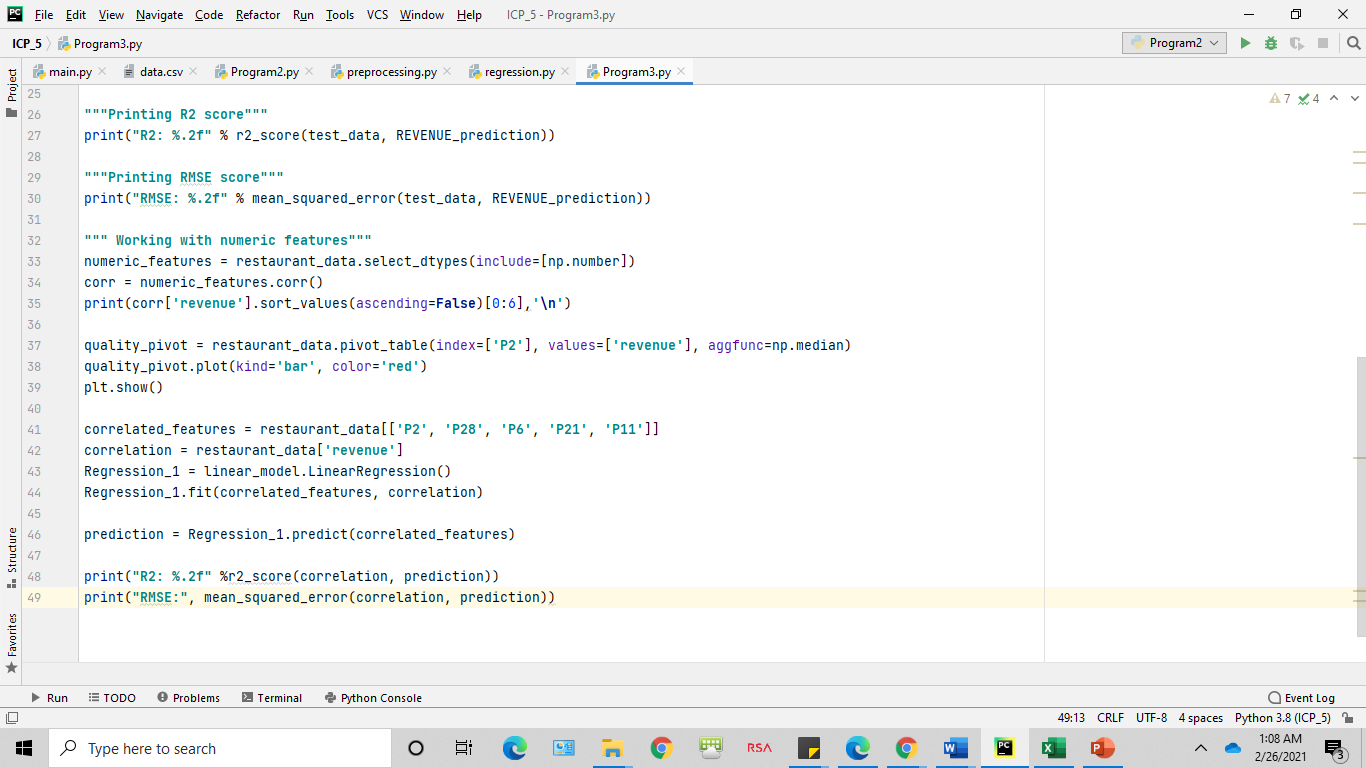 File Edit View Navigate Code Refactor Run Tools VCS Window Help ICP_5 - Program3.py
ICP_5 Program3.py Program2
main.py data.csv Program2.py preprocessing.py regression.py Program3.py
Project
25
26 """Printing R2 score"""
27 print("R2: %.2f" % r2_score(test_data, REVENUE_prediction))
28
29 """Printing RMSE score"""
30 print("RMSE: %.2f" % mean_squared_error(test_data, REVENUE_prediction))
31
32 """ Working with numeric features"""
33 numeric_features = restaurant_data.select_dtypes(include=[np.number])
34 corr = numeric_features.corr()
35 print(corr['revenue'].sort_values(ascending=False)[0:6],'\n')
36
37 quality_pivot = restaurant_data.pivot_table(index=['P2'], values=['revenue'], aggfunc=np.median)
38 quality_pivot.plot(kind='bar', color='red')
39 plt.show()
40
41 correlated_features = restaurant_data[['P2', 'P28', 'P6', 'P21', 'P11']]
42 correlation = restaurant_data['revenue']
43 Regression_1 = linear_model.LinearRegression()
44 Regression_1.fit(correlated_features, correlation)
45
46 prediction = Regression_1.predict(correlated_features)
47
48 print("R2: %.2f" %r2_score(correlation, prediction))
49 print("RMSE:", mean_squared_error(correlation, prediction))
7 4
Structure
Favorites
Run TODO Problems Terminal Python Console Event Log
49:13 CRLF UTF-8 4 spaces Python 3.8 (ICP_5)
Type here to search
RSA
1:08 AM
2/26/2021
3